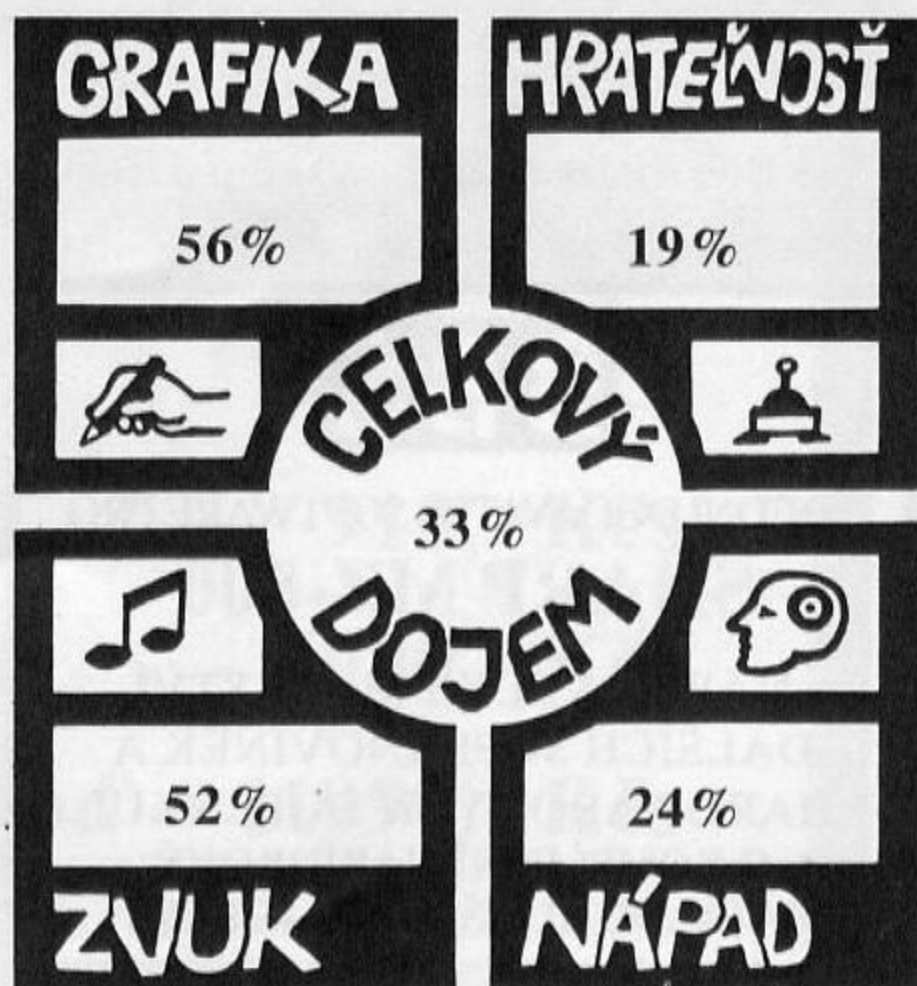 GRAFIKA
56%
HRATEĽNOSŤ
19%
CELKOVÝ
33%
DOJEM
52%
ZVUK
24%
NÁPAD